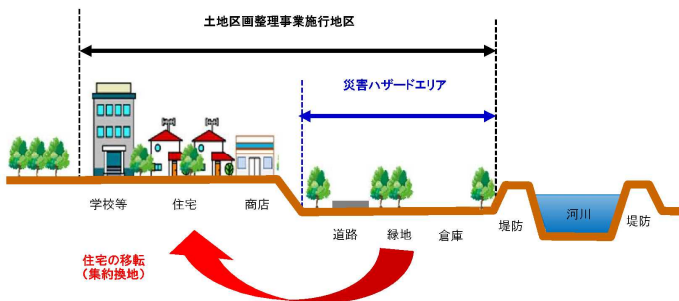 土地区画整理事業施行地区
災害ハザードエリア
学校等
住宅
商店
道路
緑地
倉庫
堤防
河川
堤防
住宅の移転
（集約換地）